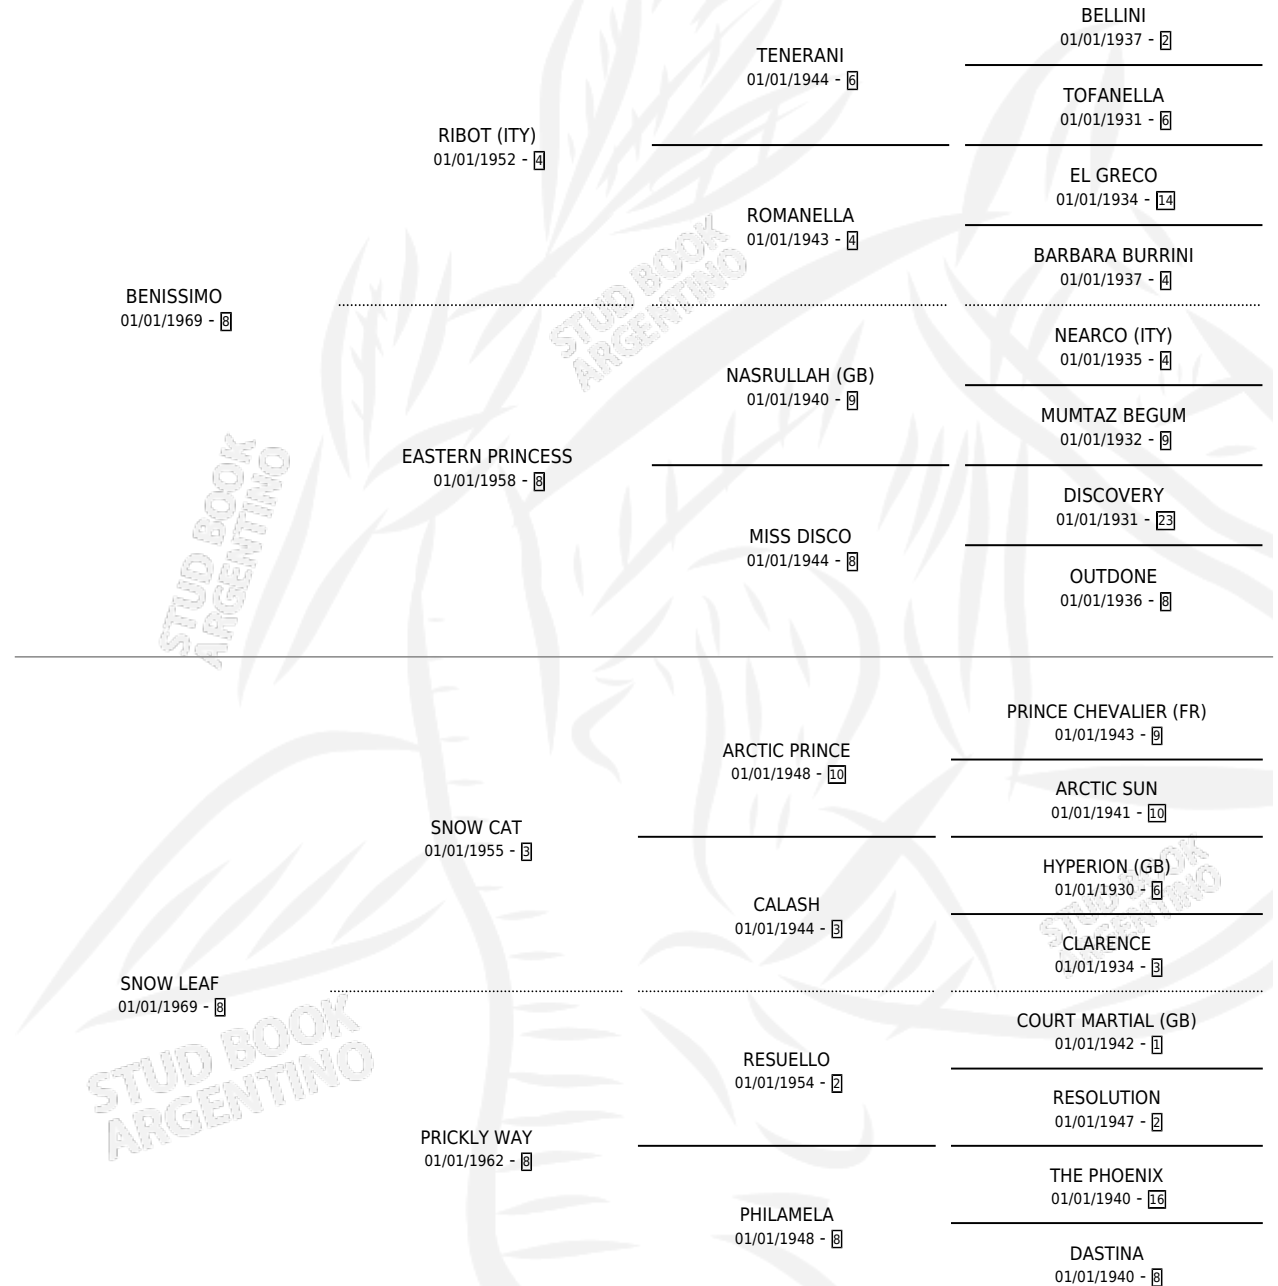 BELLINI
01/01/1937 - 2
TENERANI
01/01/1944 - 6
TOFANELLA
01/01/1931 - 6
RIBOT (ITY)
01/01/1952 - 4
EL GRECO
01/01/1934 - 14
ROMANELLA
01/01/1943 - 4
BARBARA BURRINI
01/01/1937 - 4
BENISSIMO
01/01/1969 - 8
STUD BOOK
ARGENTINO
NEARCO (ITY)
01/01/1935 - 4
NASRULLAH (GB)
01/01/1940 - 9
MUMTAZ BEGUM
01/01/1932 - 9
EASTERN PRINCESS
01/01/1958 - 8
DISCOVERY
01/01/1931 - 23
MISS DISCO
01/01/1944 - 8
OUTDONE
01/01/1936 - 8
STUD BOOK
ARGENTINO
PRINCE CHEVALIER (FR)
01/01/1943 - 9
ARCTIC PRINCE
01/01/1948 - 10
ARCTIC SUN
01/01/1941 - 10
SNOW CAT
01/01/1955 - 3
HYPERION (GB)
01/01/1930 - 6
CALASH
01/01/1944 - 3
CLARENCE
01/01/1934 - 3
STUD BOOK
ARGENTINO
SNOW LEAF
01/01/1969 - 8
COURT MARTIAL (GB)
01/01/1942 - 1
RESUELLO
01/01/1954 - 2
RESOLUTION
01/01/1947 - 2
STUD BOOK
ARGENTINO
PRICKLY WAY
01/01/1962 - 8
THE PHOENIX
01/01/1940 - 16
PHILAMELA
01/01/1948 - 8
DASTINA
01/01/1940 - 8